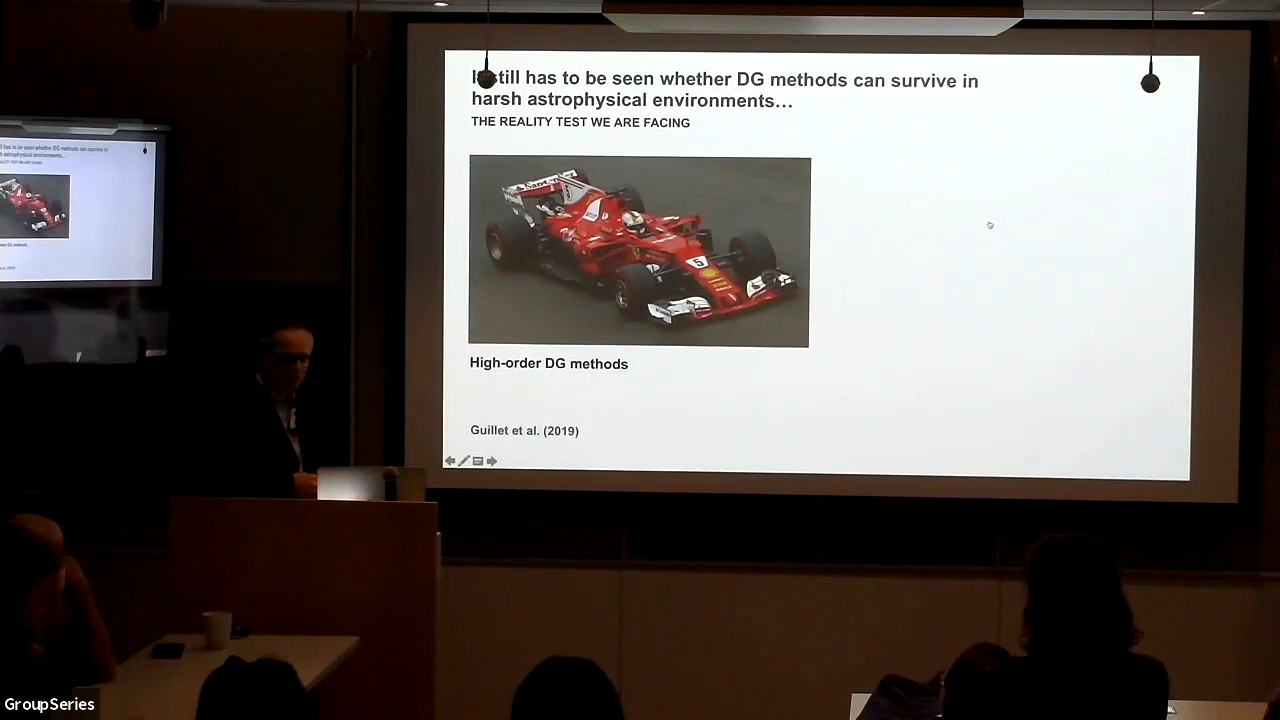 It still has to be seen whether DG methods can survive in
harsh astrophysical environments…
THE REALITY TEST WE ARE FACING
5
High-order DG methods
Guillet et al. (2019)
GroupSeries